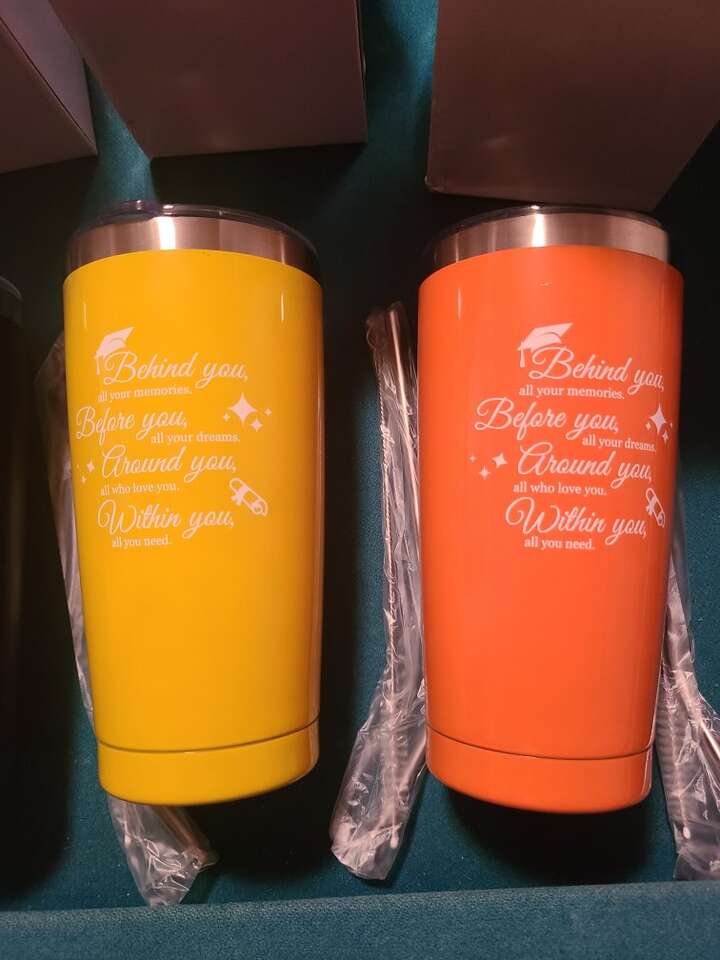 Behind you,
all your memories.
Before you,
all your dreams.
Around you,
all who love you.
Within you,
all you need.
Behind you,
all your memories.
Before you,
all your dreams.
Around you,
all who love you.
Within you,
all you need.